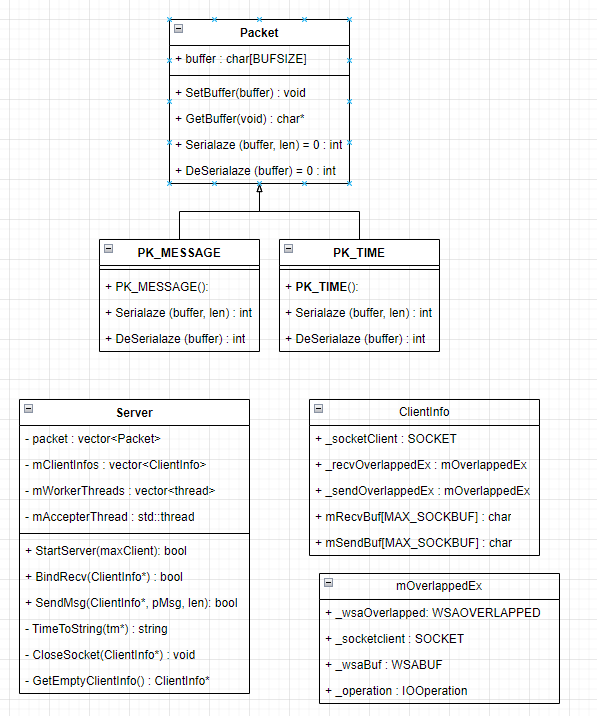 Packet
+ buffer : char[BUFSIZE]
+ SetBuffer(buffer) : void
+ GetBuffer(void) : char*
+ Serialaze (buffer, len) = 0 : int
+ DeSerialaze (buffer) = 0 : int
PK_MESSAGE
+ PK_MESSAGE():
+ Serialaze (buffer, len) : int
+ DeSerialaze (buffer) : int
PK_TIME
+ PK_TIME():
+ Serialaze (buffer, len) : int
+ DeSerialaze (buffer) : int
Server
- packet : vector<Packet>
- mClientInfos : vector<ClientInfo>
- mWorkerThreads : vector<thread>
- mAccepterThread : std::thread
+ StartServer(maxClient): bool
+ BindRecv(ClientInfo*) : bool
+ SendMsg(ClientInfo*, pMsg, len): bool
- TimeToString(tm*) : string
- CloseSocket(ClientInfo*) : void
- GetEmptyClientInfo() : ClientInfo*
ClientInfo
+ _socketClient : SOCKET
+ _recvOverlappedEx : mOverlappedEx
+ _sendOverlappedEx : mOverlappedEx
+ mRecvBuf[MAX_SOCKBUF] : char
+ mSendBuf[MAX_SOCKBUF] : char
mOverlappedEx
+ _wsaOverlapped: WSAOVERLAPPED
+ _socketclient : SOCKET
+ _wsaBuf : WSABUF
+ _operation : IOOperation